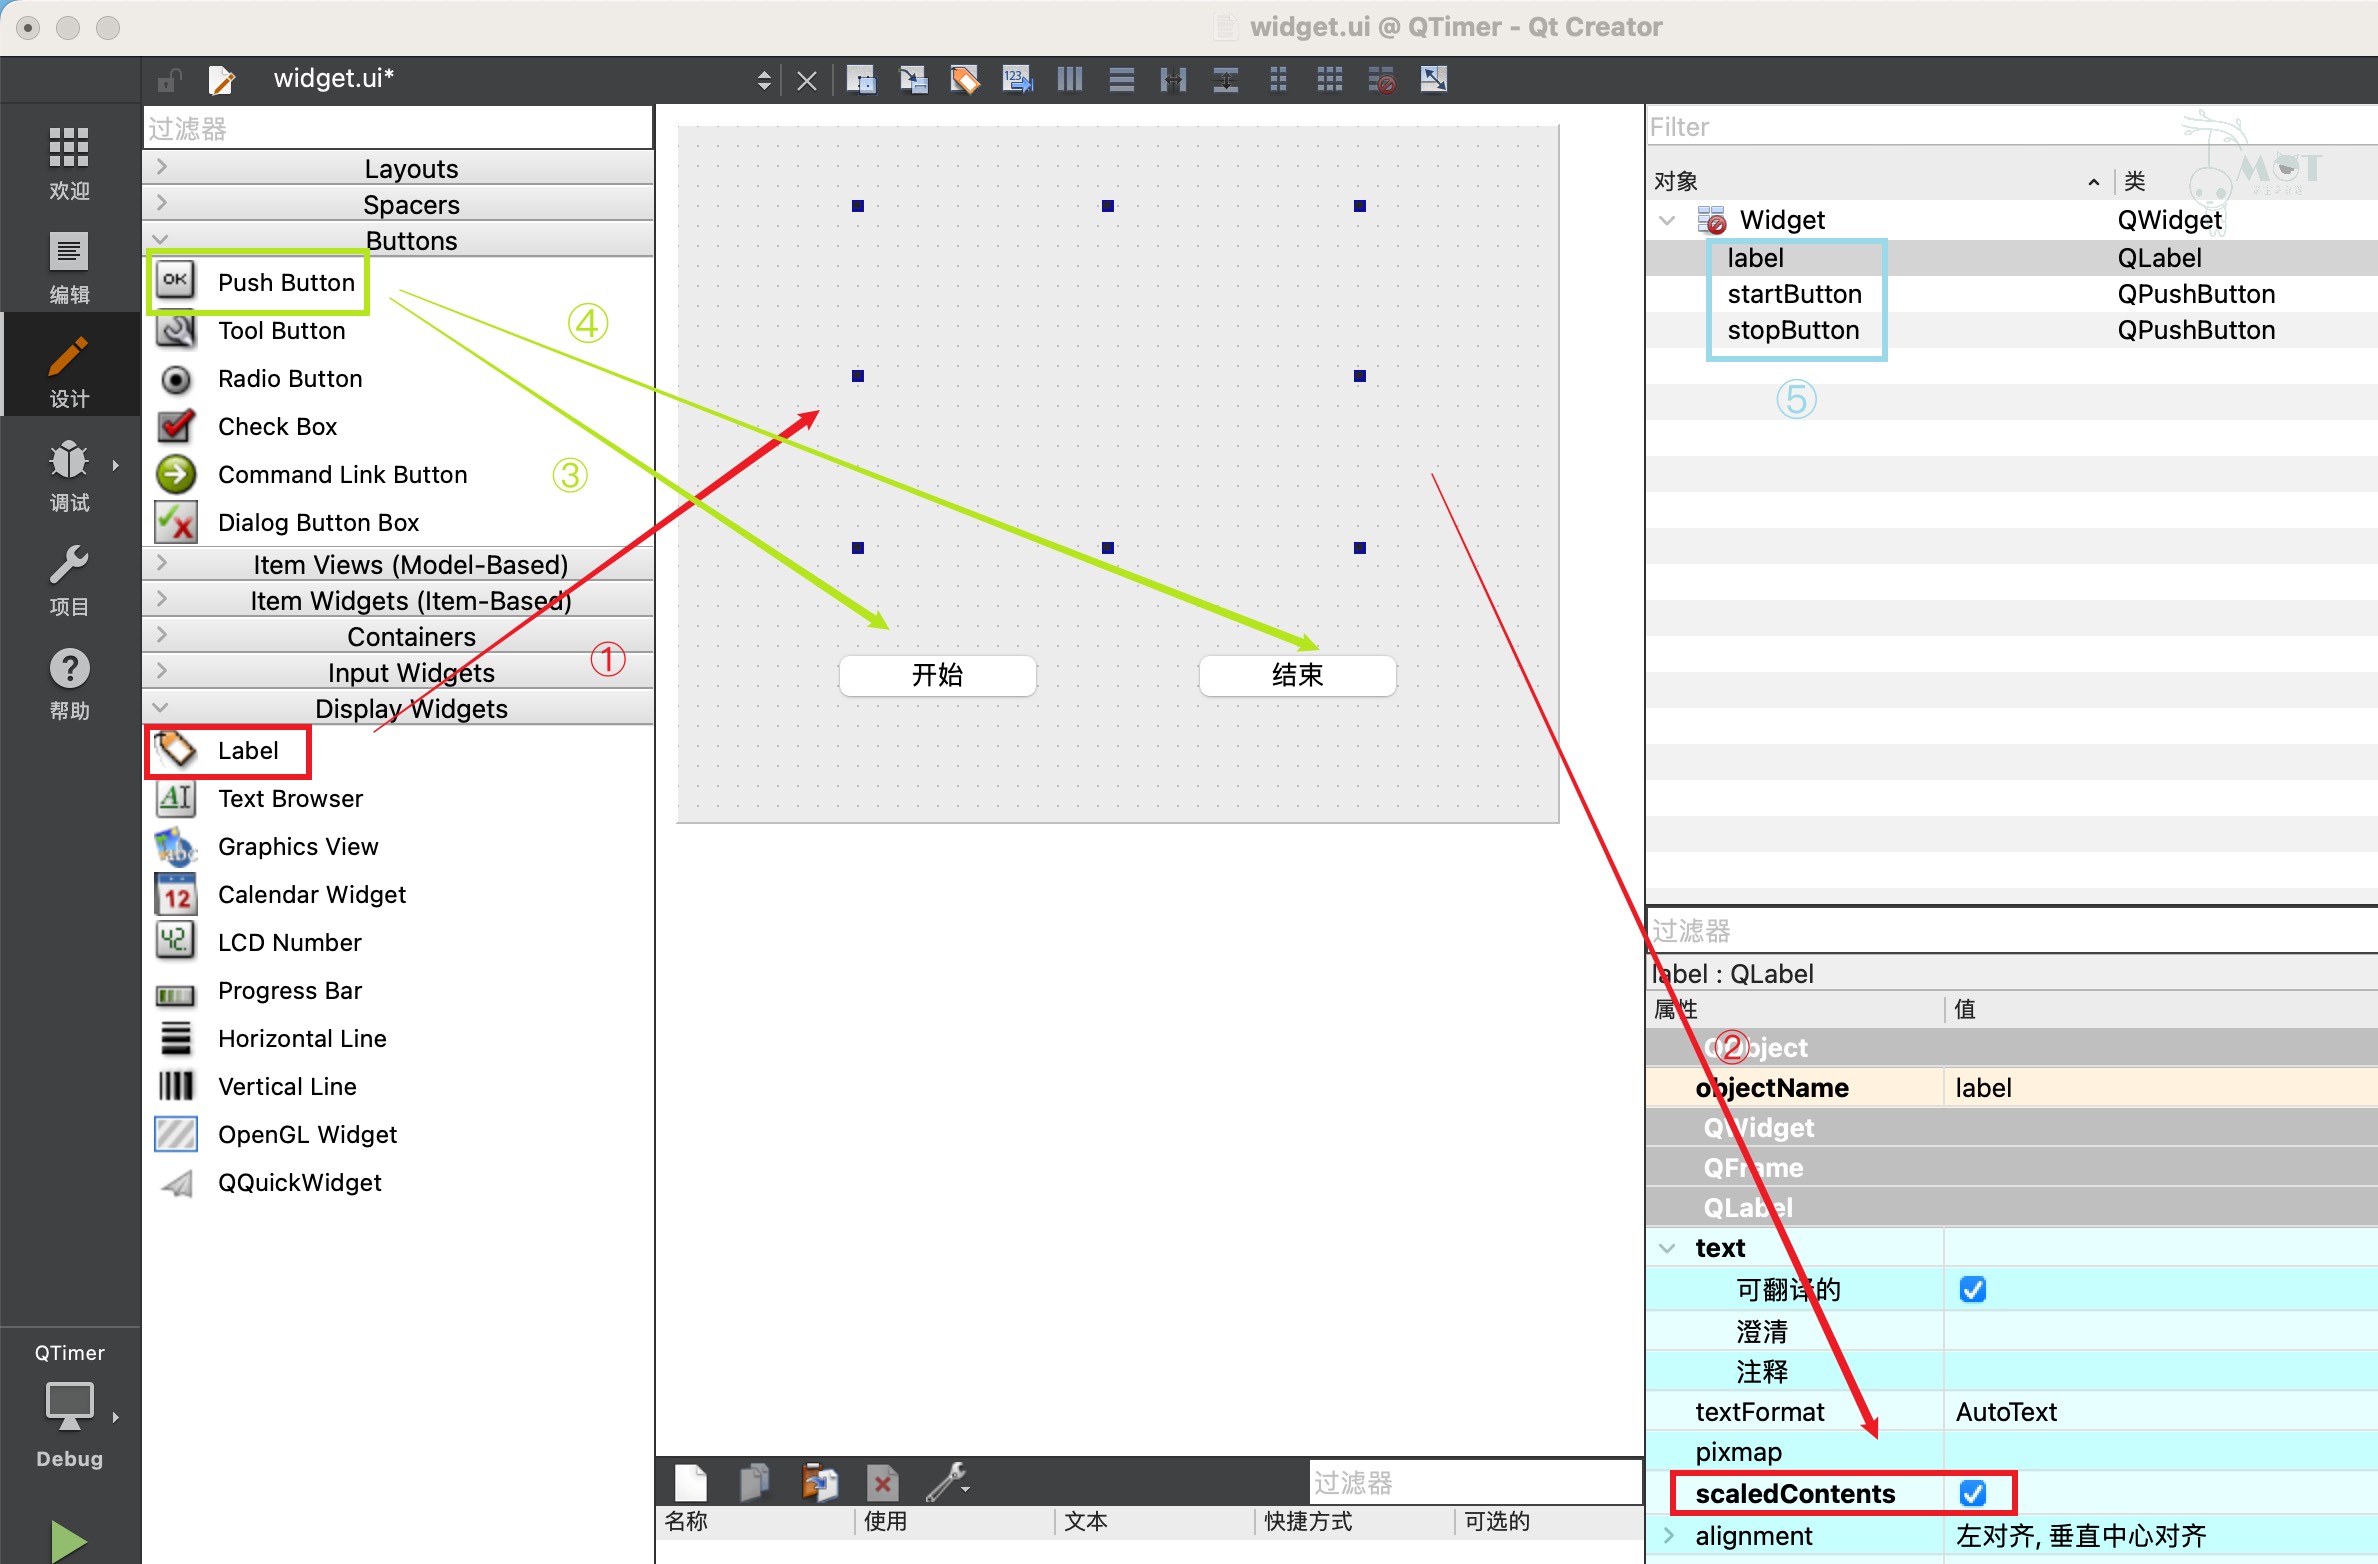 widget.ui @ QTimer - Qt Creator
widget.ui*
欢迎
编辑
设计
调试
项目
帮助
QTimer
Debug
过滤器
Layouts
Spacers
Buttons
Push Button
Tool Button
Radio Button
Check Box
Command Link Button
Dialog Button Box
Item Views (Model-Based)
Item Widgets (Item-Based)
Containers
Input Widgets
Display Widgets
Label
Text Browser
Graphics View
Calendar Widget
LCD Number
Progress Bar
Horizontal Line
Vertical Line
OpenGL Widget
QQuickWidget
④
③
①
开始
结束
过滤器
名称 使用 文本 快捷方式 可选的
Filter
MOT
对象 类
Widget QWidget
label QLabel
startButton QPushButton
stopButton QPushButton
⑤
过滤器
label : QLabel
属性 值
② QObject
objectName label
QWidget
QFrame
QLabel
text
可翻译的
澄清
注释
textFormat AutoText
pixmap
scaledContents
alignment 左对齐, 垂直中心对齐